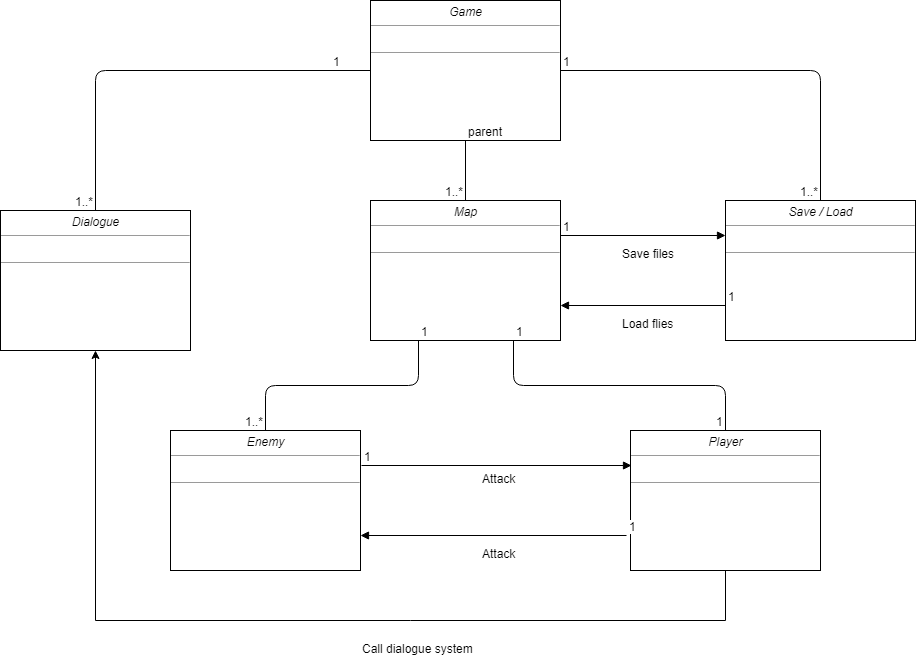 Game
1
1
parent
1..*
1..*
1..*
Dialogue
Map
Save / Load
1
Save files
1
Load flies
1
1
1..*
1
Enemy
Player
1
Attack
1
Attack
Call dialogue system